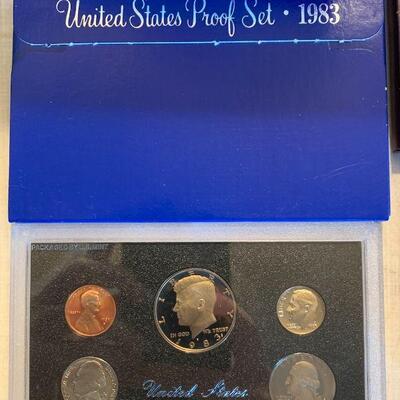 United States Proof Set · 1983
PACKAGED BY U.S. MINT
LIBERTY
IN GOD WE TRUST
1983
United States